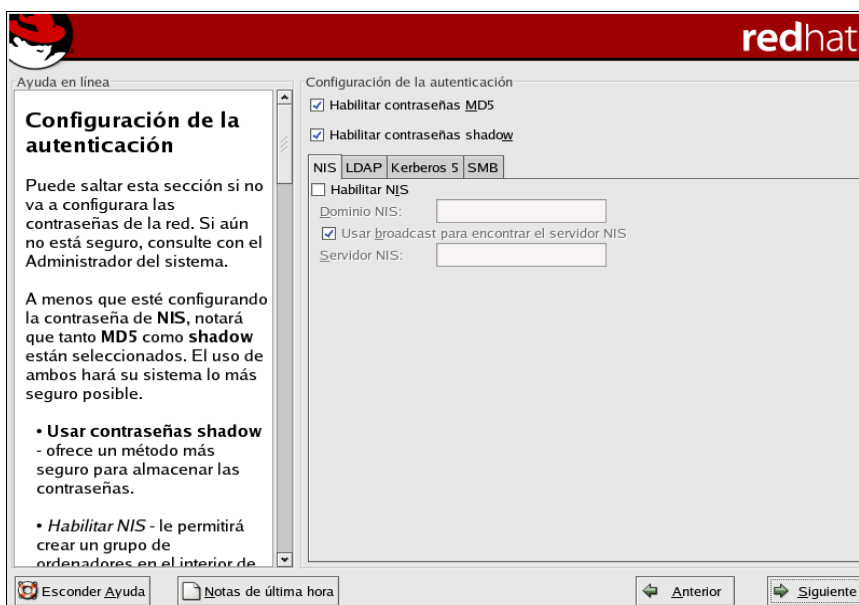 redhat
Ayuda en línea
Configuración de la
autenticación
Puede saltar esta sección si no
va a configurara las
contraseñas de la red. Si aún
no está seguro, consulte con el
Administrador del sistema.
A menos que esté configurando
la contraseña de NIS, notará
que tanto MD5 como shadow
están seleccionados. El uso de
ambos hará su sistema lo más
seguro posible.
• Usar contraseñas shadow
- ofrece un método más
seguro para almacenar las
contraseñas.
• Habilitar NIS - le permitirá
crear un grupo de
ordenadores en el interior de
Configuración de la autenticación
Habilitar contraseñas MD5
Habilitar contraseñas shadow
NIS LDAP Kerberos 5 SMB
Habilitar NIS
Dominio NIS:
Usar broadcast para encontrar el servidor NIS
Servidor NIS:
Esconder Ayuda
Notas de última hora
Anterior
Siguiente